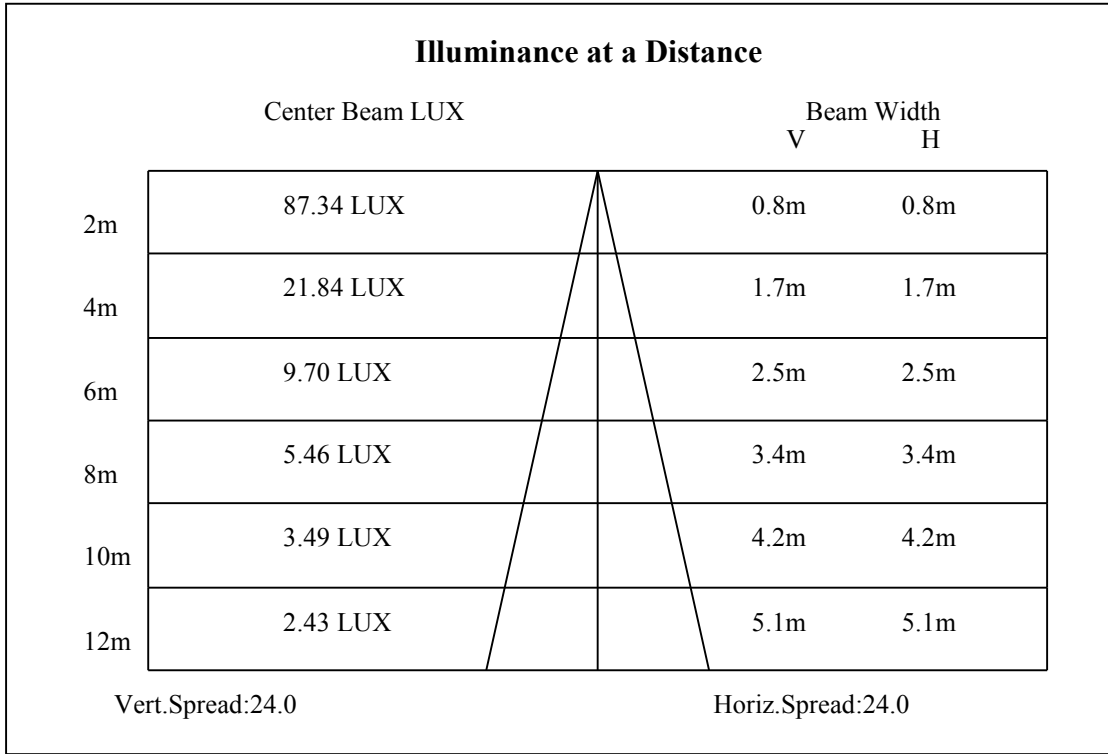 Illuminance at a Distance
Center Beam LUX Beam Width
V H
2m 87.34 LUX 0.8m 0.8m
4m 21.84 LUX 1.7m 1.7m
6m 9.70 LUX 2.5m 2.5m
8m 5.46 LUX 3.4m 3.4m
10m 3.49 LUX 4.2m 4.2m
12m 2.43 LUX 5.1m 5.1m
Vert.Spread:24.0 Horiz.Spread:24.0